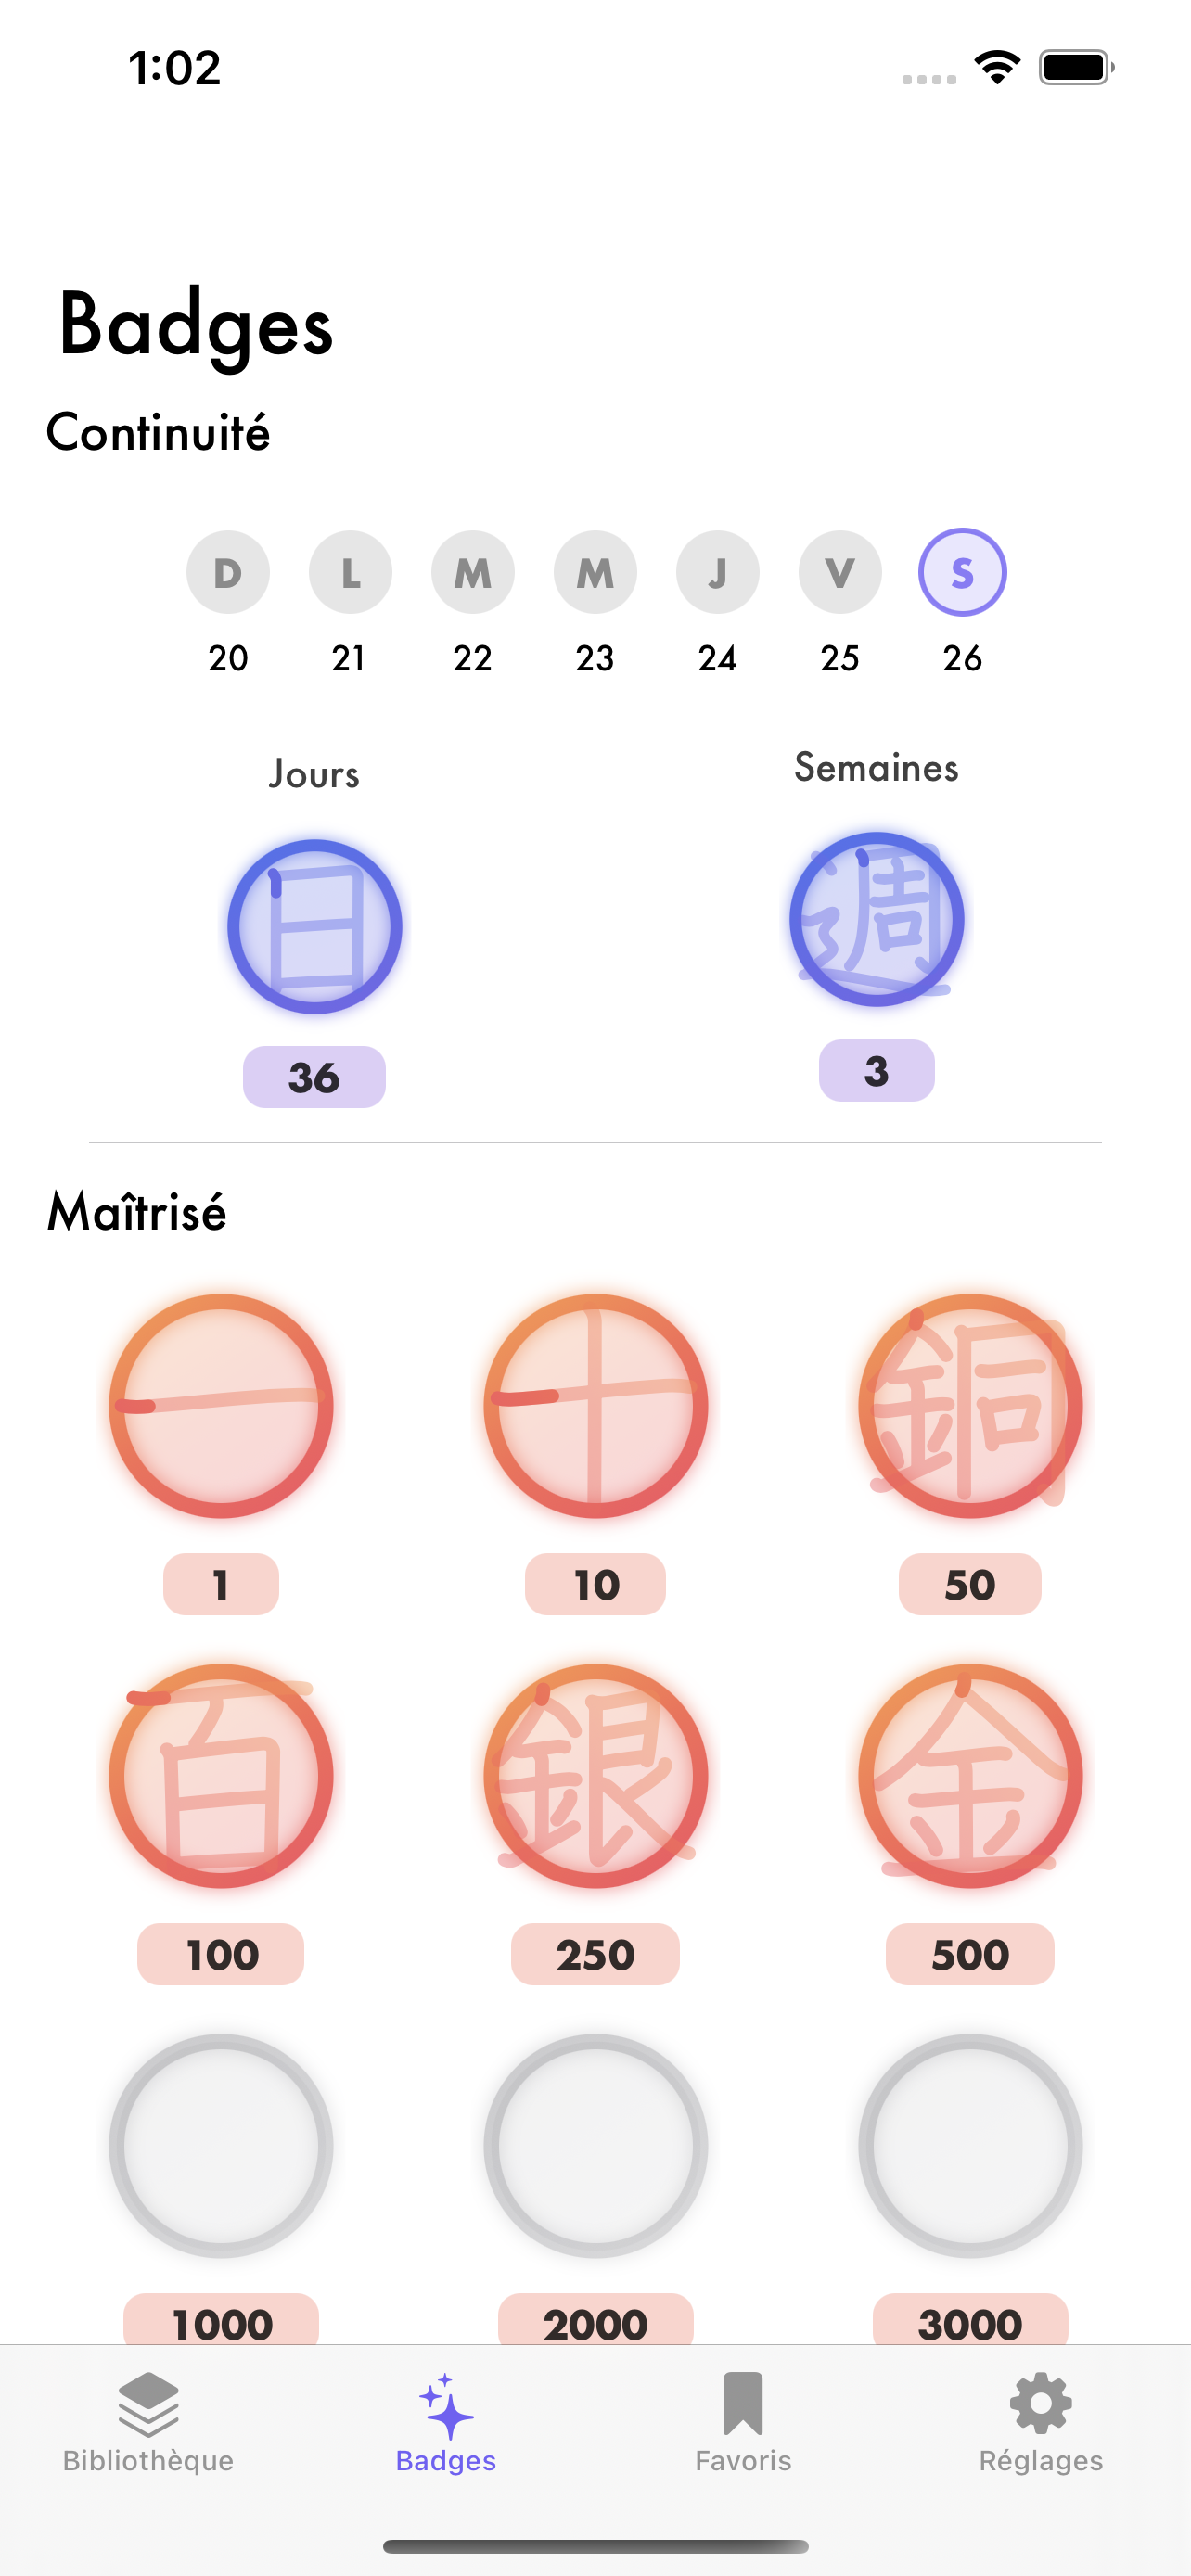 1:02
Badges
Continuité
D L M M J V S
20 21 22 23 24 25 26
Jours Semaines
日 週
36 3
Maîtrisé
一 十 銅
1 10 50
百 銀 金
100 250 500
1000 2000 3000
Bibliothèque Badges Favoris Réglages